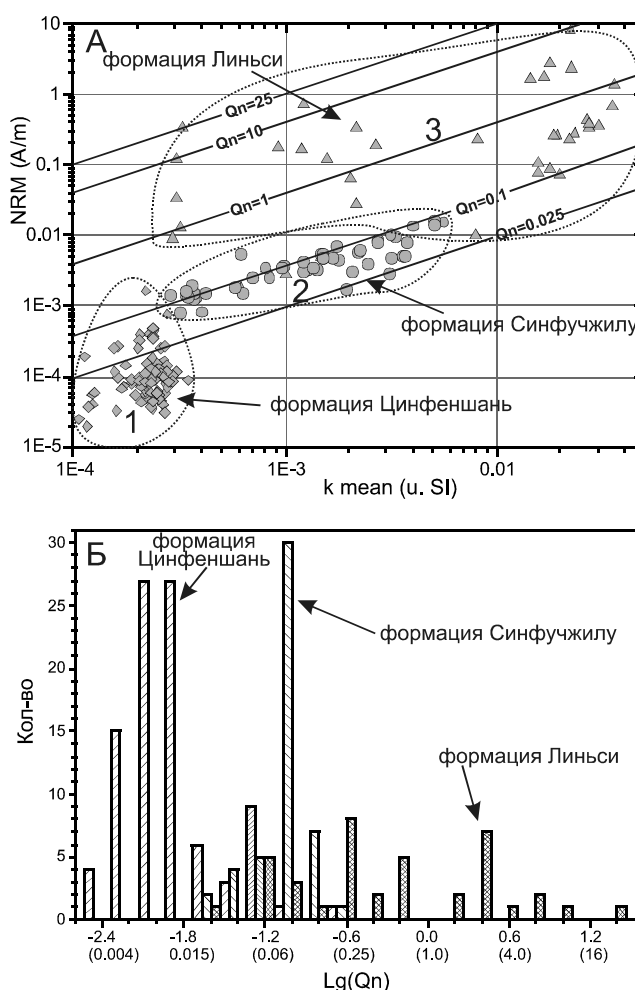 А
10
1
0.1
0.01
1E-3
1E-4
1E-5
NRM (A/m)
формация
Линьси
Qn=25
Qn=10
3
Qn=1
Qn=0.1
Qn=0.025
2
формация Синфучжилу
1
формация Цинфеншань
1E-4
1E-3
0.01
k mean (u. SI)
Б
30
25
20
15
10
5
0
Кол-во
формация
Цинфеншань
формация Синфучжилу
формация Линьси
-2.4 -1.8 -1.2 -0.6 0.0 0.6 1.2
(0.004) (0.015) (0.06) (0.25) (1.0) (4.0) (16)
Lg(Qn)